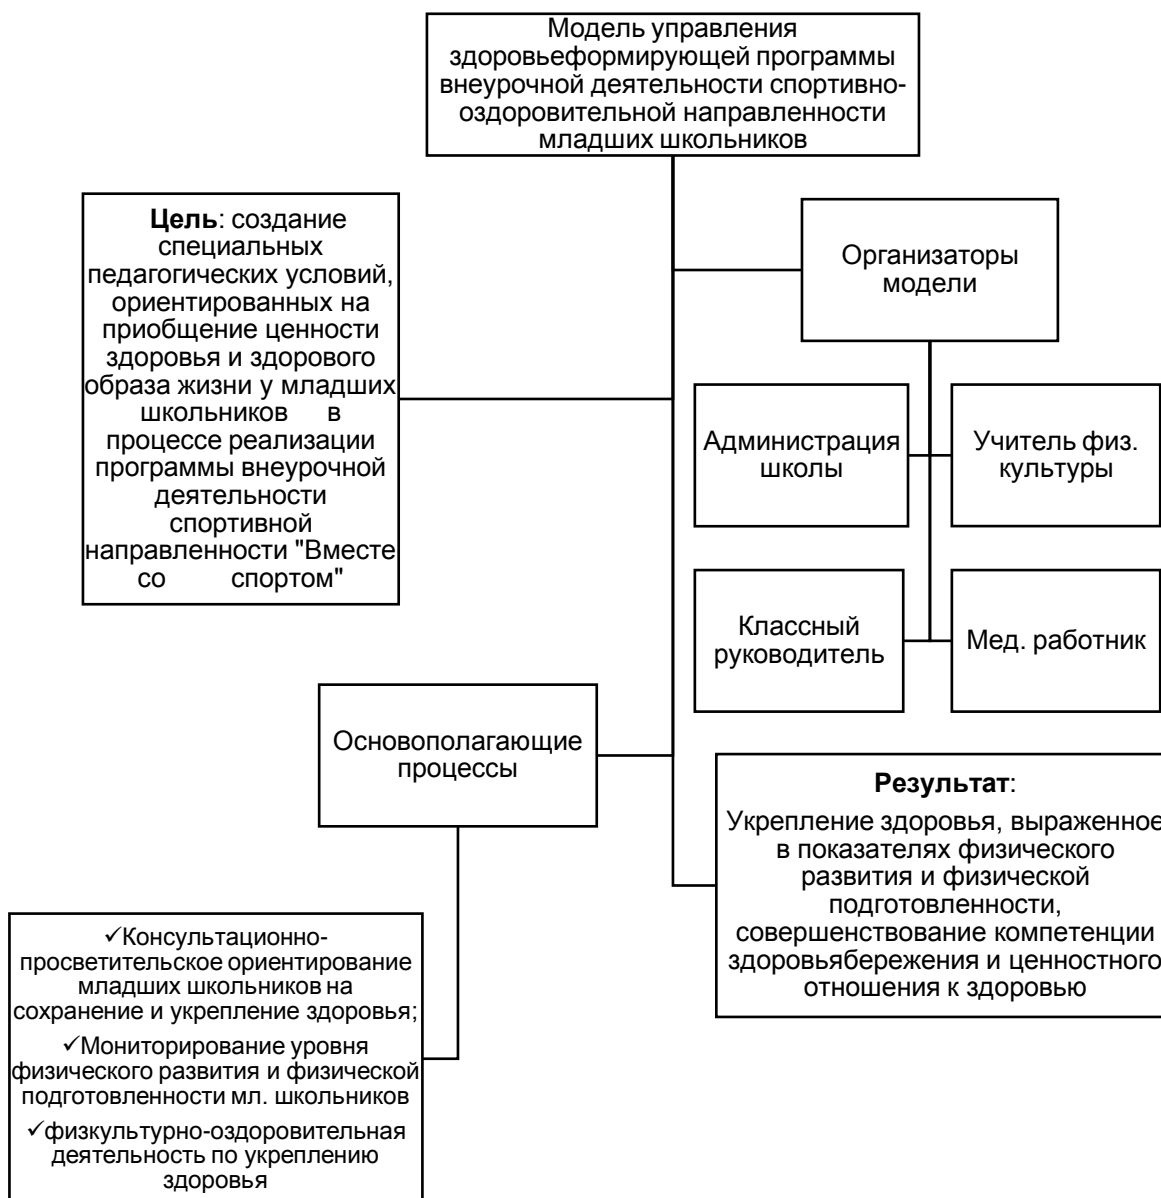 Модель управления
здоровьеформирующей программы
внеурочной деятельности спортивно-
оздоровительной направленности
младших школьников
Цель: создание
специальных
педагогических условий,
ориентированных на
приобщение ценности
здоровья и здорового
образа жизни у младших
школьников в
процессе реализации
программы внеурочной
деятельности
спортивной
направленности "Вместе
со спортом"
Организаторы
модели
Администрация
школы
Учитель физ.
культуры
Классный
руководитель
Мед. работник
Основополагающие
процессы
Результат:
Укрепление здоровья, выраженное
в показателях физического
развития и физической
подготовленности,
совершенствование компетенции
здоровьябережения и ценностного
отношения к здоровью
✓Консультационно-
просветительское ориентирование
младших школьников на
сохранение и укрепление здоровья;
✓Мониторирование уровня
физического развития и физической
подготовленности мл. школьников
✓физкультурно-оздоровительная
деятельность по укреплению
здоровья